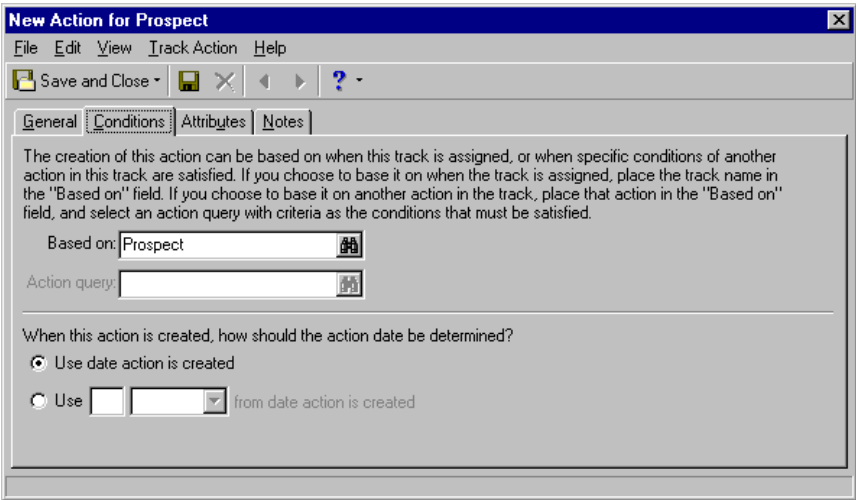 New Action for Prospect
File Edit View Track Action Help
Save and Close ?
General Conditions Attributes Notes
The creation of this action can be based on when this track is assigned, or when specific conditions of another
action in this track are satisfied. If you choose to base it on when the track is assigned, place the track name in
the "Based on" field. If you choose to base it on another action in the track, place that action in the "Based on"
field, and select an action query with criteria as the conditions that must be satisfied.
Based on: Prospect
Action query:
When this action is created, how should the action date be determined?
Use date action is created
Use from date action is created